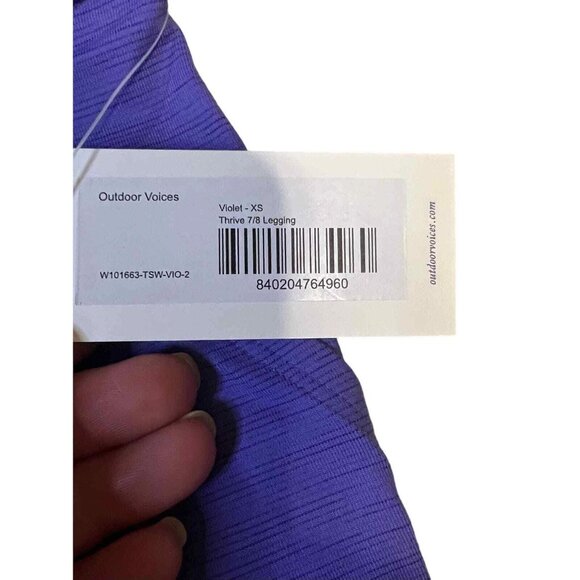 Outdoor Voices
Violet - XS
Thrive 7/8 Legging
W101663-TSW-VIO-2
840204764960
outdoorvoices.com